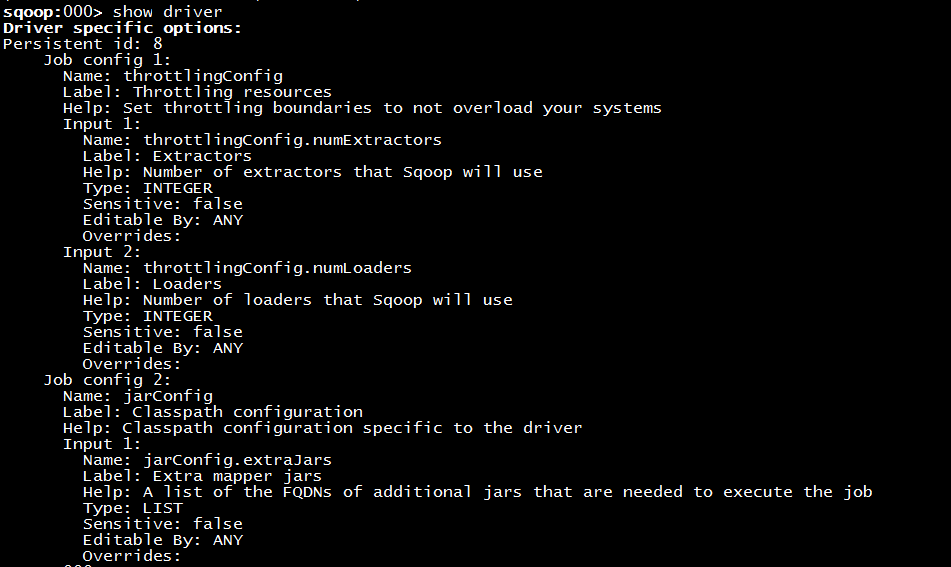 sqoop:000> show driver
Driver specific options:
Persistent id: 8
Job config 1:
Name: throttlingConfig
Label: Throttling resources
Help: Set throttling boundaries to not overload your systems
Input 1:
Name: throttlingConfig.numExtractors
Label: Extractors
Help: Number of extractors that Sqoop will use
Type: INTEGER
Sensitive: false
Editable By: ANY
Overrides:
Input 2:
Name: throttlingConfig.numLoaders
Label: Loaders
Help: Number of loaders that Sqoop will use
Type: INTEGER
Sensitive: false
Editable By: ANY
Overrides:
Job config 2:
Name: jarConfig
Label: Classpath configuration
Help: Classpath configuration specific to the driver
Input 1:
Name: jarConfig.extraJars
Label: Extra mapper jars
Help: A list of the FQDNs of additional jars that are needed to execute the job
Type: LIST
Sensitive: false
Editable By: ANY
Overrides: